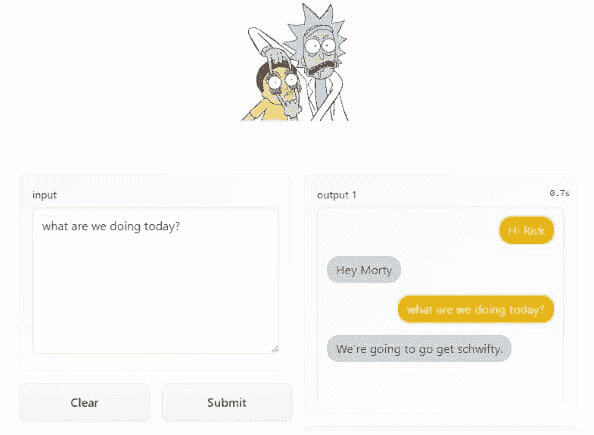 input
what are we doing today?
Clear
Submit
output 1
0.7s
Hi Rick
Hey Morty
what are we doing today?
We're going to go get schwifty.